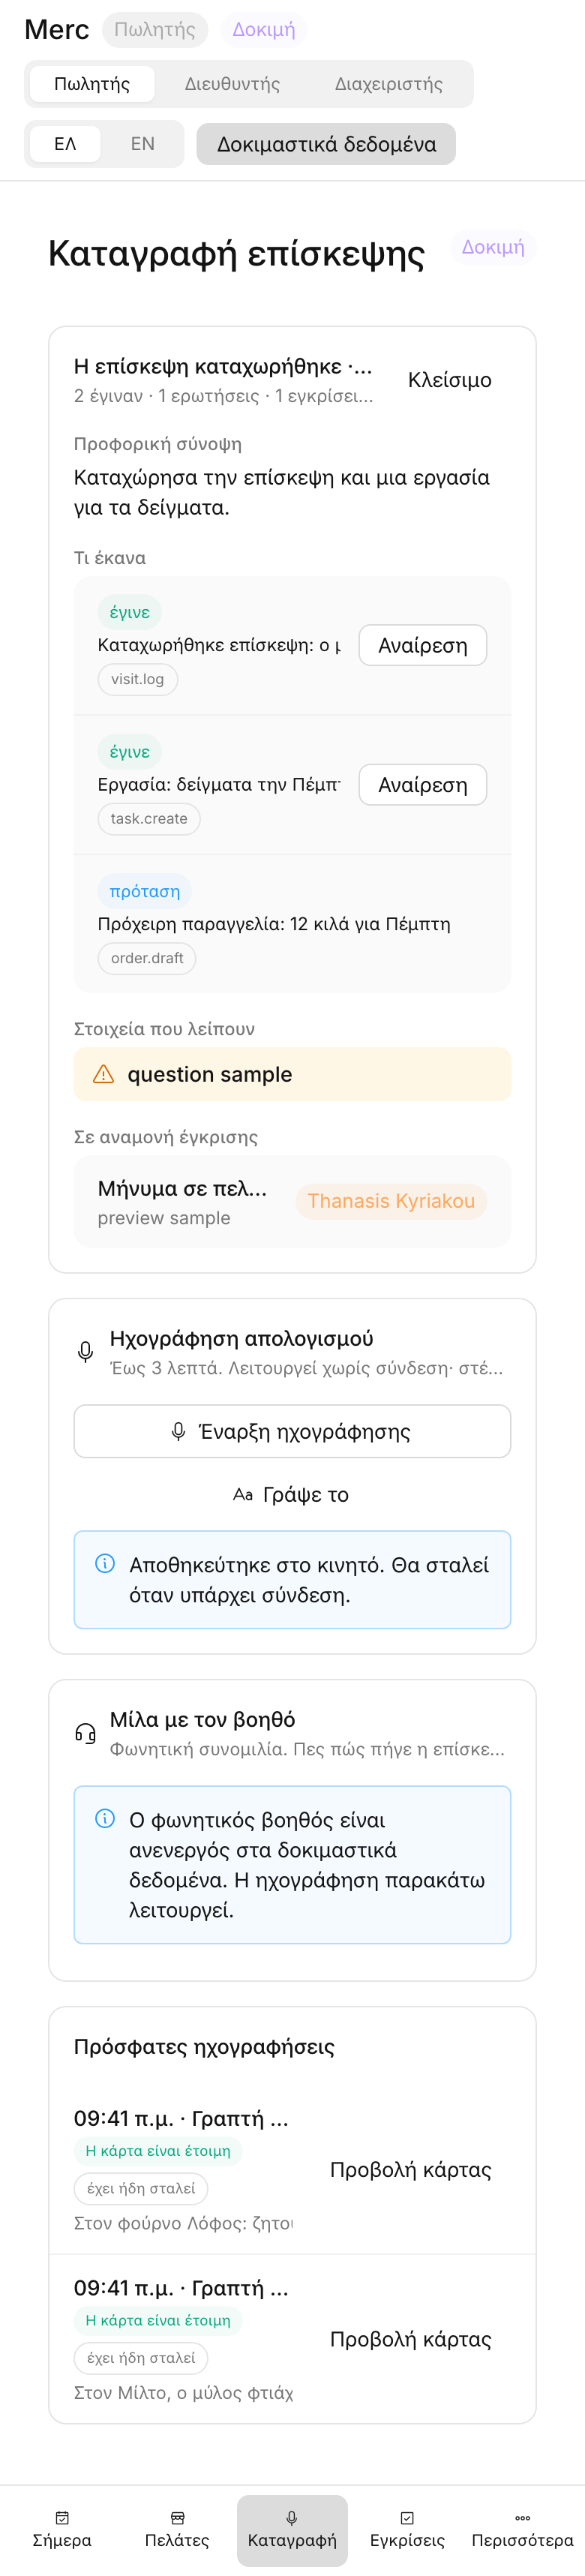 Merc Πωλητής Δοκιμή
Πωλητής Διευθυντής Διαχειριστής
ΕΛ EN Δοκιμαστικά δεδομένα
Καταγραφή επίσκεψης Δοκιμή
Η επίσκεψη καταχωρήθηκε ·...
2 έγιναν · 1 ερωτήσεις · 1 εγκρίσει...
Κλείσιμο
Προφορική σύνοψη
Καταχώρησα την επίσκεψη και μια εργασία
για τα δείγματα.
Τι έκανα
έγινε
Καταχωρήθηκε επίσκεψη: ο
Αναίρεση
visit.log
έγινε
Εργασία: δείγματα την Πέμπ
Αναίρεση
task.create
πρόταση
Πρόχειρη παραγγελία: 12 κιλά για Πέμπτη
order.draft
Στοιχεία που λείπουν
question sample
Σε αναμονή έγκρισης
Μήνυμα σε πελ...
preview sample
Thanasis Kyriakou
Ηχογράφηση απολογισμού
Έως 3 λεπτά. Λειτουργεί χωρίς σύνδεση· στέ...
Έναρξη ηχογράφησης
Aa Γράψε το
Αποθηκεύτηκε στο κινητό. Θα σταλεί
όταν υπάρχει σύνδεση.
Μίλα με τον βοηθό
Φωνητική συνομιλία. Πες πώς πήγε η επίσκε...
Ο φωνητικός βοηθός είναι
ανενεργός στα δοκιμαστικά
δεδομένα. Η ηχογράφηση παρακάτω
λειτουργεί.
Πρόσφατες ηχογραφήσεις
09:41 π.μ. · Γραπτή ...
Η κάρτα είναι έτοιμη
έχει ήδη σταλεί
Στον φούρνο Λόφος: ζητο
Προβολή κάρτας
09:41 π.μ. · Γραπτή ...
Η κάρτα είναι έτοιμη
έχει ήδη σταλεί
Στον Μίλτο, ο μύλος φτιάχ
Προβολή κάρτας
Σήμερα Πελάτες Καταγραφή Εγκρίσεις Περισσότερα